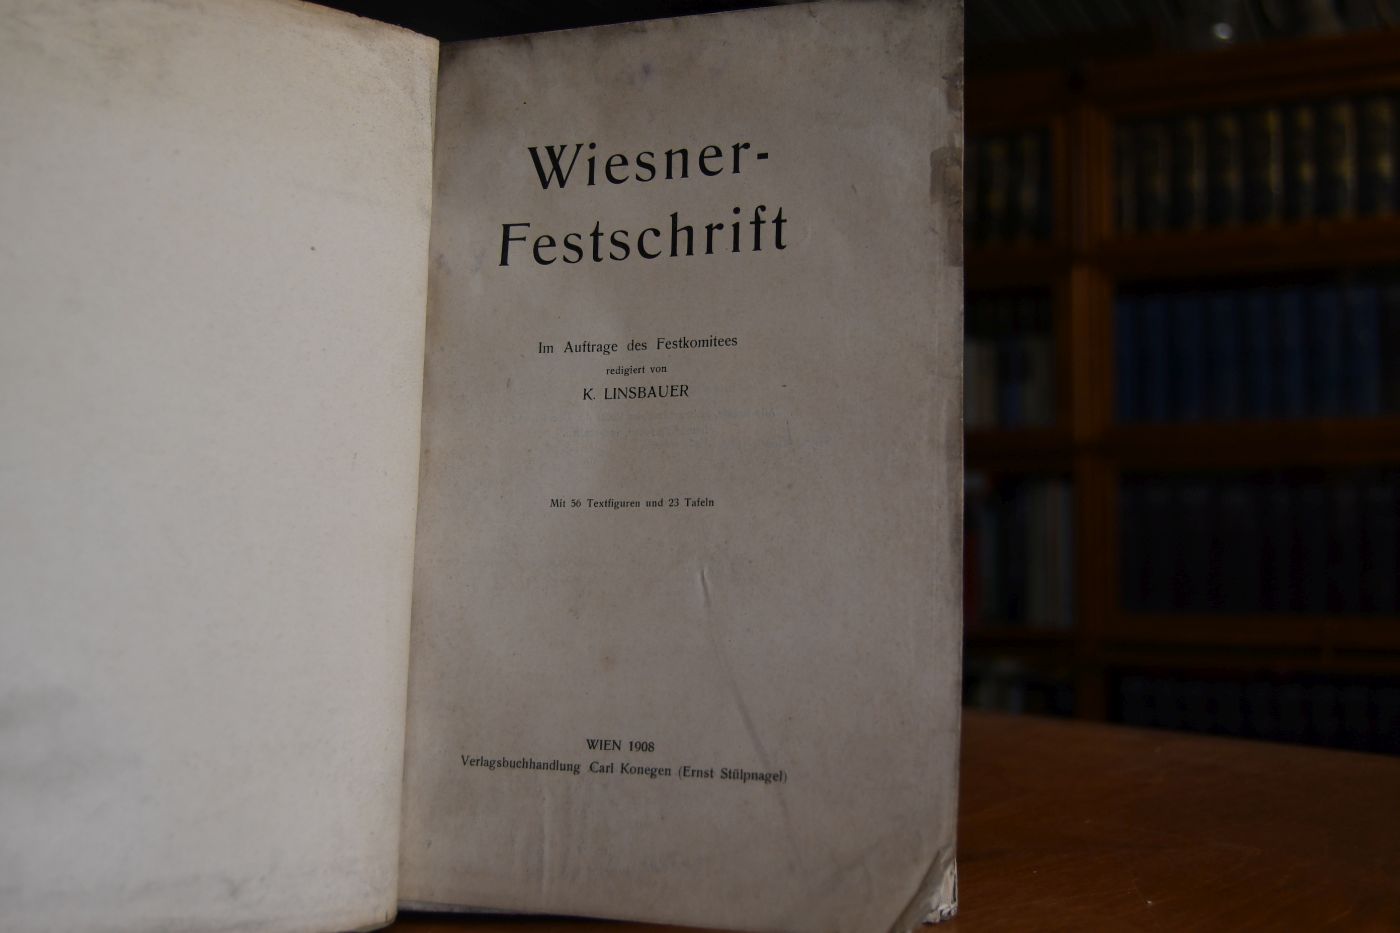 Wiesner-
Festschrift
Im Auftrage des Festkomitees
redigiert von
K. LINSBAUER
Mit 56 Textfiguren und 23 Tafeln
WIEN 1908
Verlagsbuchhandlung Carl Konegen (Ernst Stülpnagel)